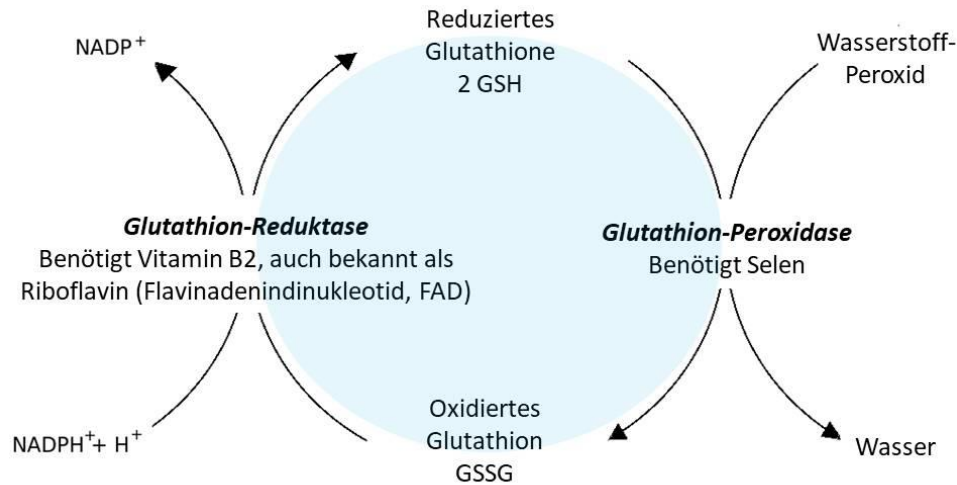 NADP+
Reduziertes
Glutathione
2 GSH
Wasserstoff-
Peroxid
Glutathion-Reduktase
Benötigt Vitamin B2, auch bekannt als
Riboflavin (Flavinadenindinukleotid, FAD)
Glutathion-Peroxidase
Benötigt Selen
NADPH++ H+
Oxidiertes
Glutathion
GSSG
Wasser